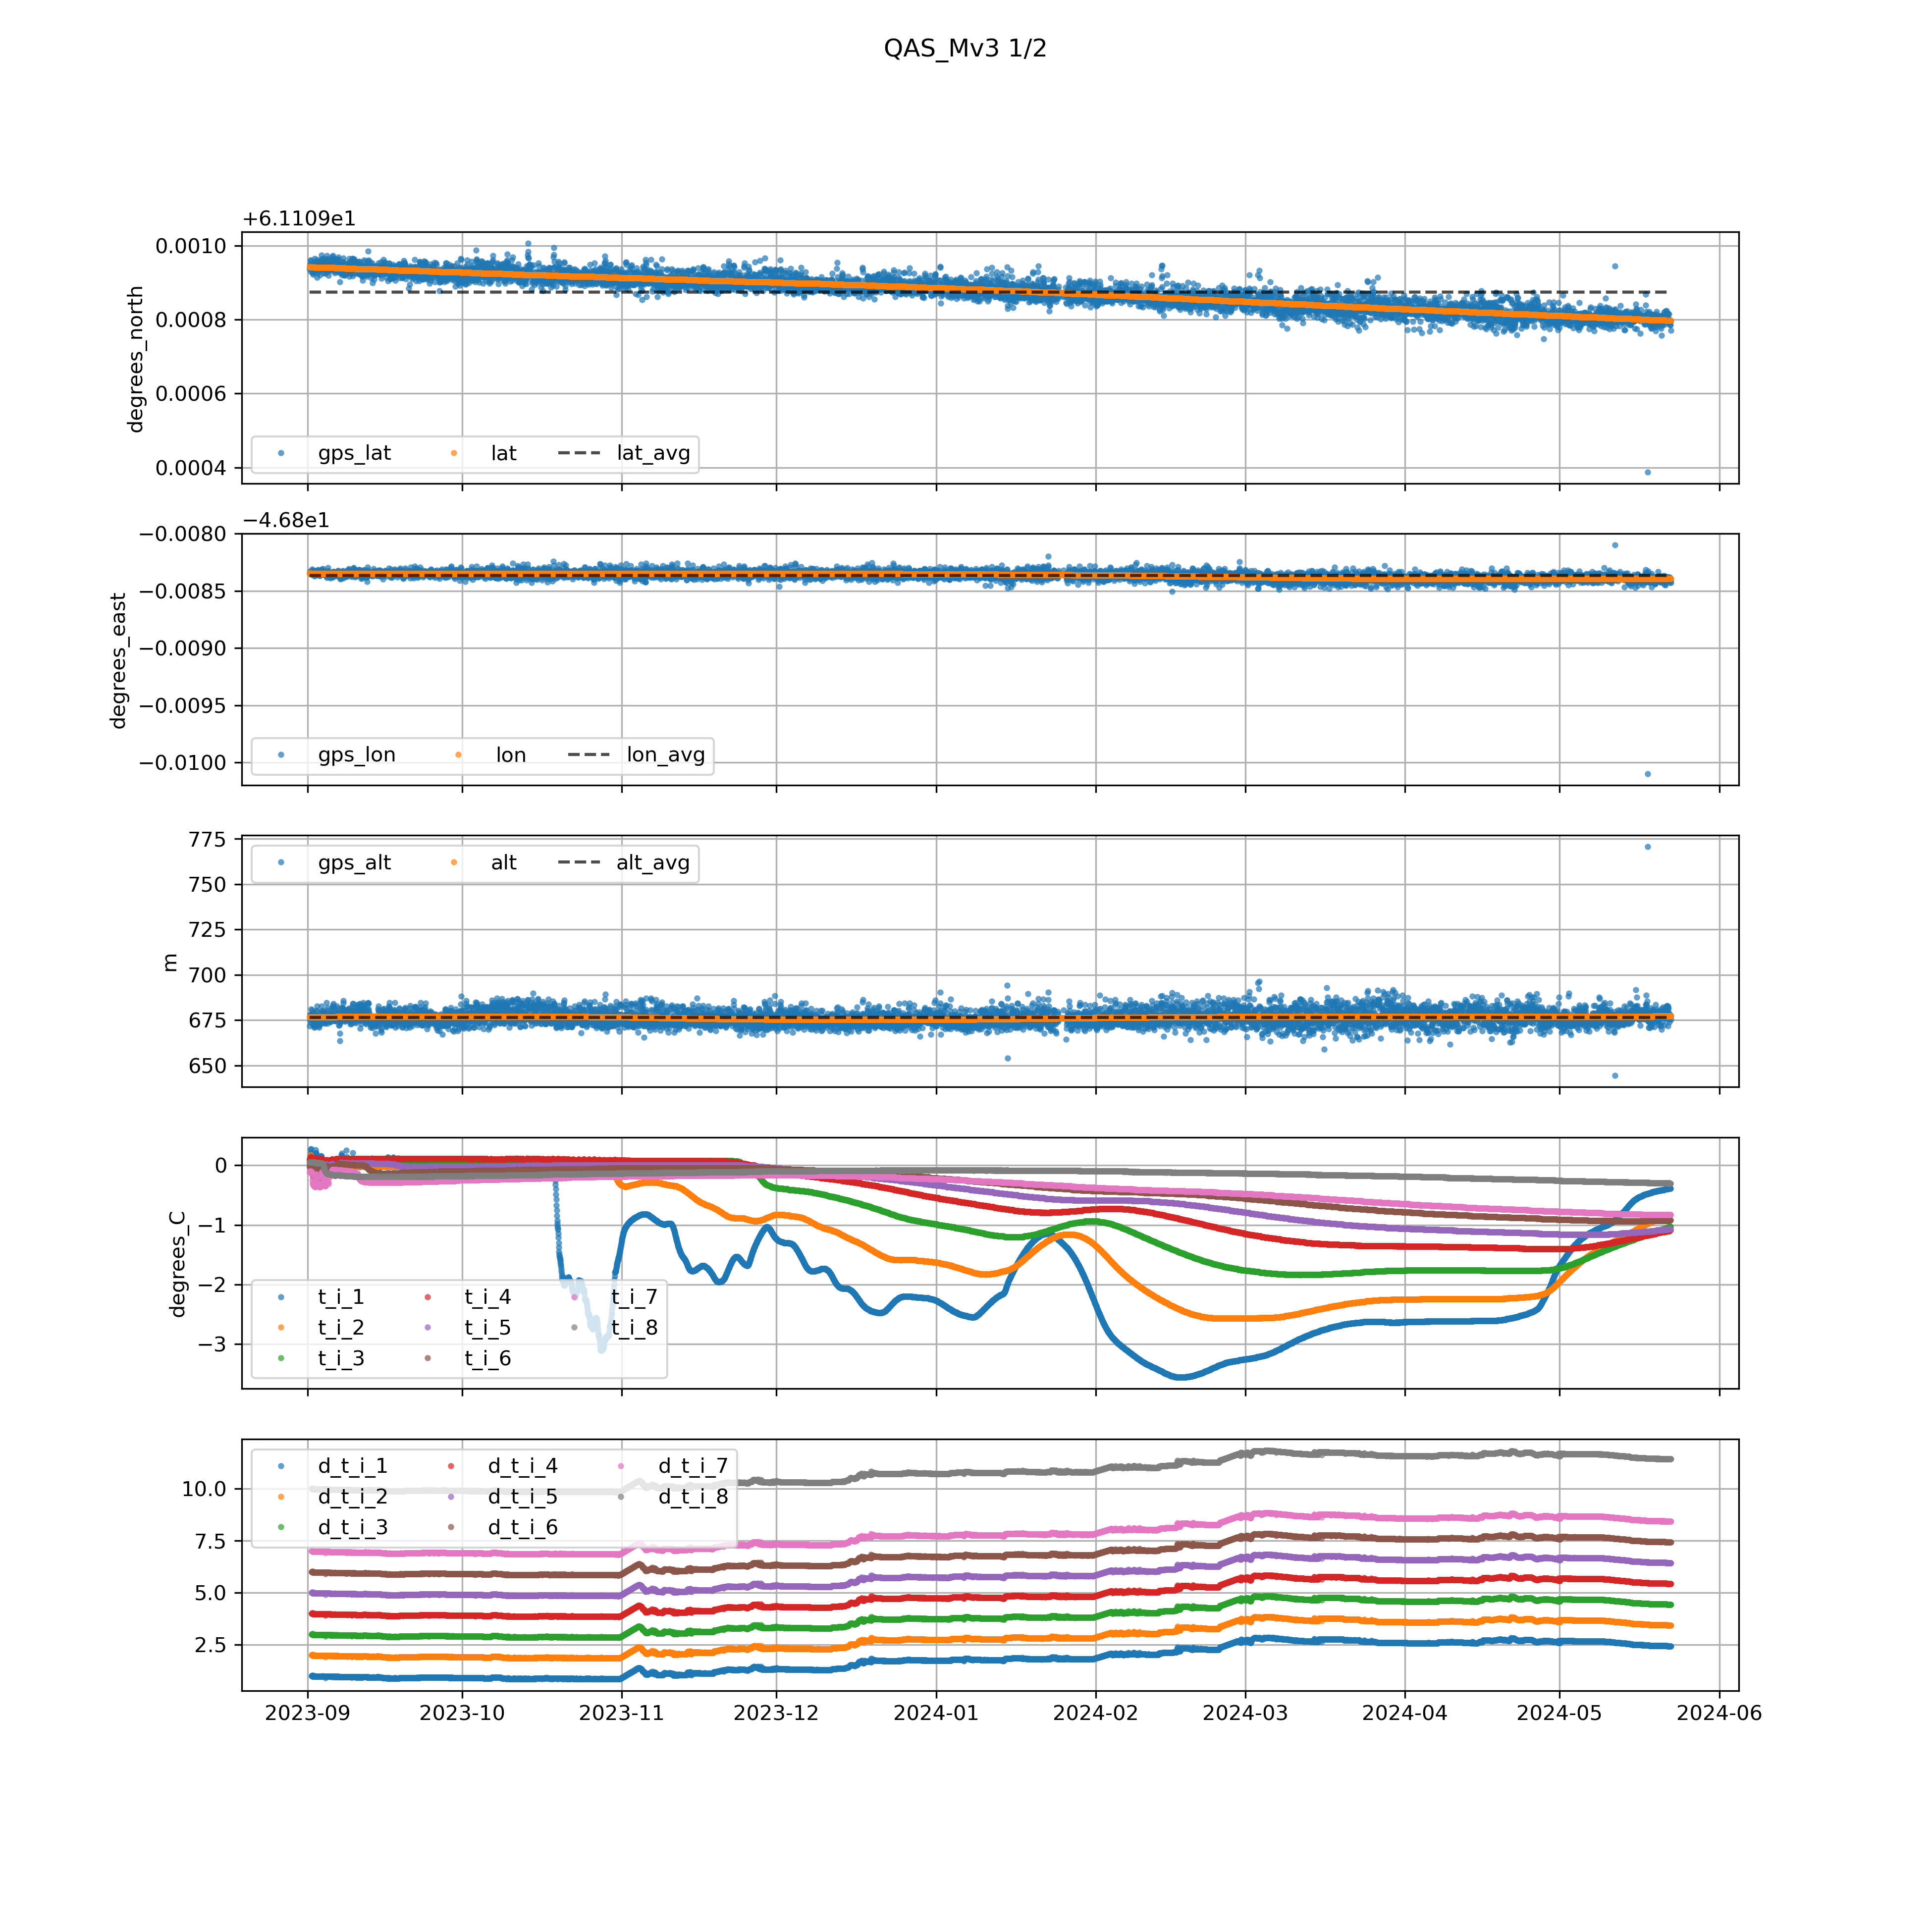 QAS_Mv3 1/2
+6.1109e1
0.0010
0.0008
0.0006
0.0004
degrees_north
gps_lat lat lat_avg
−4.68e1
−0.0080
−0.0085
−0.0090
−0.0095
−0.0100
degrees_east
gps_lon lon lon_avg
775
750
725
700
675
650
m
gps_alt alt alt_avg
0
−1
−2
−3
degrees_C
t_i_1 t_i_4 t_i_7
t_i_2 t_i_5 t_i_8
t_i_3 t_i_6
10.0
7.5
5.0
2.5
d_t_i_1 d_t_i_4 d_t_i_7
d_t_i_2 d_t_i_5 d_t_i_8
d_t_i_3 d_t_i_6
2023-09 2023-10 2023-11 2023-12 2024-01 2024-02 2024-03 2024-04 2024-05 2024-06